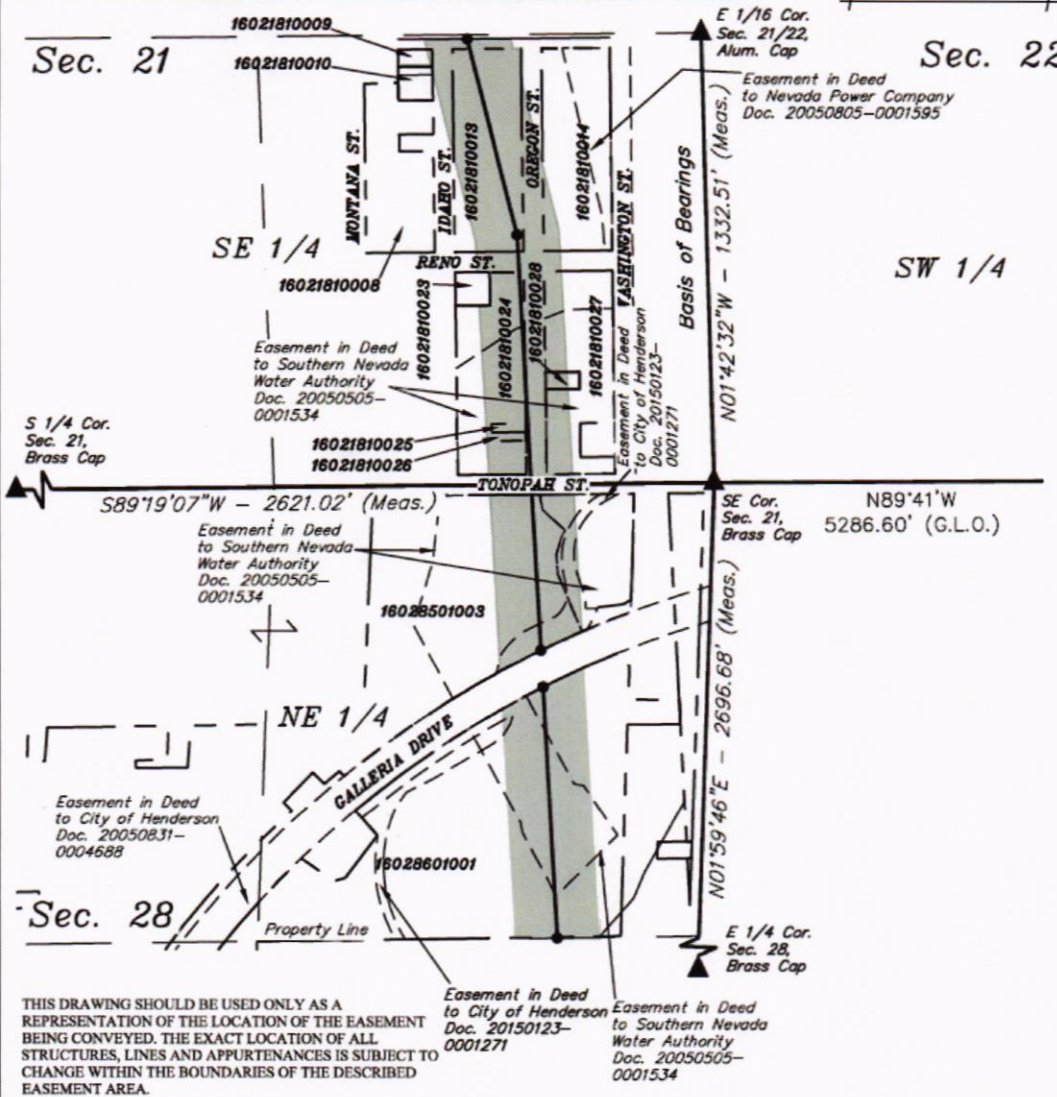 16021810009
16021810010
E 1/16 Cor.
Sec. 21/22,
Alum. Cap
Sec. 21
Sec. 22
Easement in Deed
to Nevada Power Company
Doc. 20050805-0001595
MONTANA ST.
IDAHO ST.
16021810013
OREGON ST.
16021810014
WASHINGTON ST.
Basis of Bearings
N01°42'32"W - 1332.51' (Meas.)
SE 1/4
SW 1/4
RENO ST.
16021810008
16021810023
16021810024
16021810028
16021810027
Easement in Deed
to Southern Nevada
Water Authority
Doc. 20050505-
0001534
Easement in Deed
to City of Henderson
Doc. 20150123-
0001271
S 1/4 Cor.
Sec. 21,
Brass Cap
16021810025
16021810026
TONOPAH ST.
S89°19'07"W - 2621.02' (Meas.)
SE Cor.
Sec. 21,
Brass Cap
N89°41'W
5286.60' (G.L.O.)
Easement in Deed
to Southern Nevada
Water Authority
Doc. 20050505-
0001534
16028501003
N01°59'46"E - 2696.68' (Meas.)
NE 1/4
GALLERIA DRIVE
Easement in Deed
to City of Henderson
Doc. 20050831-
0004688
16028601001
Sec. 28
Property Line
E 1/4 Cor.
Sec. 28,
Brass Cap
Easement in Deed
to City of Henderson
Doc. 20150123-
0001271
Easement in Deed
to Southern Nevada
Water Authority
Doc. 20050505-
0001534
THIS DRAWING SHOULD BE USED ONLY AS A
REPRESENTATION OF THE LOCATION OF THE EASEMENT
BEING CONVEYED. THE EXACT LOCATION OF ALL
STRUCTURES, LINES AND APPURTENANCES IS SUBJECT TO
CHANGE WITHIN THE BOUNDARIES OF THE DESCRIBED
EASEMENT AREA.